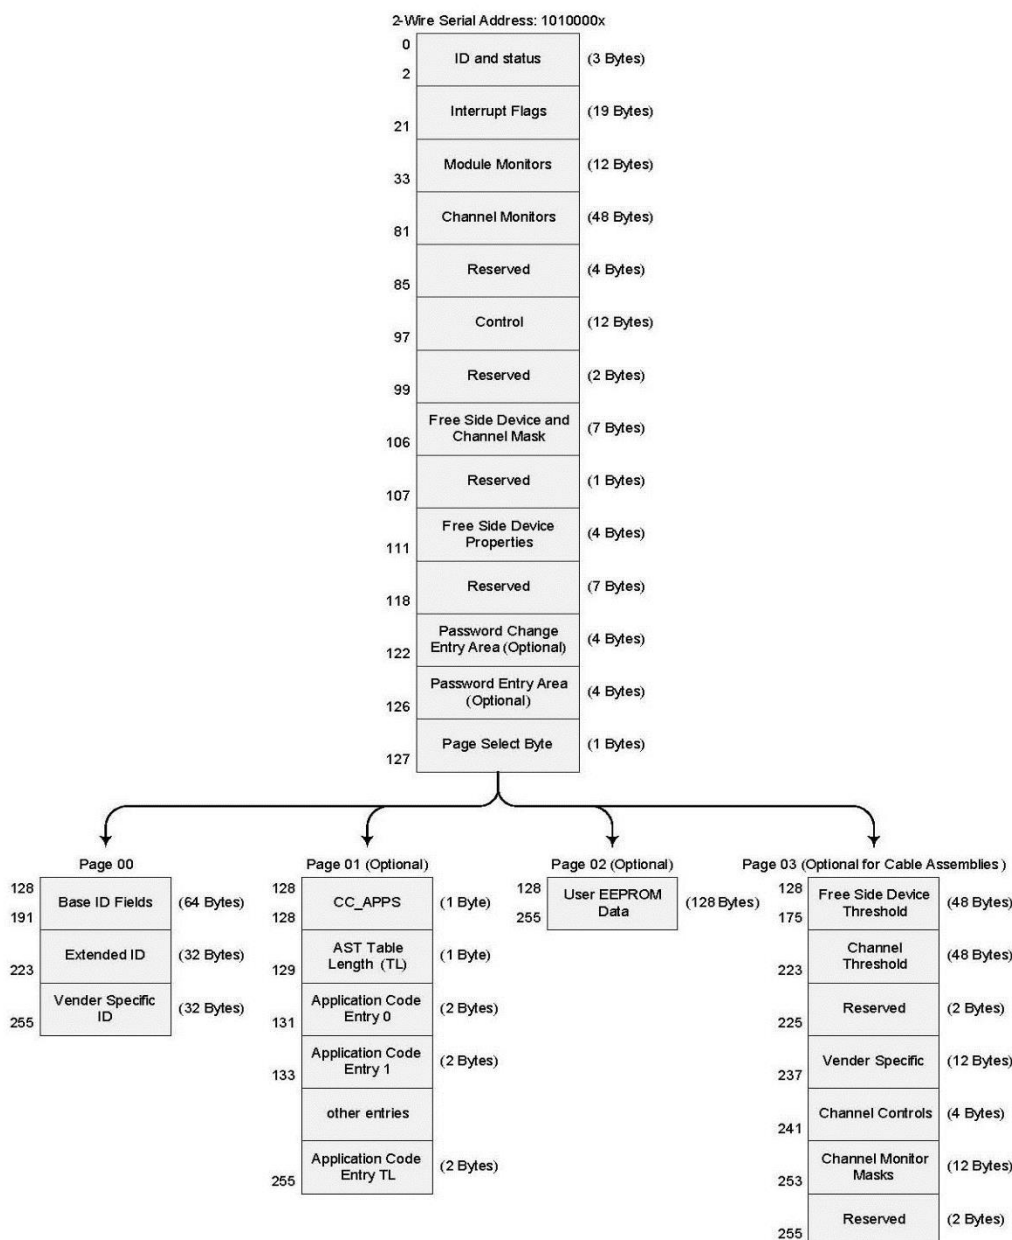 2-Wire Serial Address: 1010000x
0
ID and status (3 Bytes)
2
Interrupt Flags (19 Bytes)
21
Module Monitors (12 Bytes)
33
Channel Monitors (48 Bytes)
81
Reserved (4 Bytes)
85
Control (12 Bytes)
97
Reserved (2 Bytes)
99
Free Side Device and
Channel Mask (7 Bytes)
106
Reserved (1 Bytes)
107
Free Side Device
Properties (4 Bytes)
111
Reserved (7 Bytes)
118
Password Change
Entry Area (Optional) (4 Bytes)
122
Password Entry Area
(Optional) (4 Bytes)
126
Page Select Byte (1 Bytes)
127
Page 00
128
Base ID Fields (64 Bytes)
191
Extended ID (32 Bytes)
223
Vender Specific
ID (32 Bytes)
255
Page 01 (Optional)
128
CC_APPS (1 Byte)
128
AST Table
Length (TL) (1 Byte)
129
Application Code
Entry 0 (2 Bytes)
131
Application Code
Entry 1 (2 Bytes)
133
other entries
Application Code
Entry TL (2 Bytes)
255
Page 02 (Optional)
128
User EEPROM
Data (128 Bytes)
255
Page 03 (Optional for Cable Assemblies)
128
Free Side Device
Threshold (48 Bytes)
175
Channel
Threshold (48 Bytes)
223
Reserved (2 Bytes)
225
Vender Specific (12 Bytes)
237
Channel Controls (4 Bytes)
241
Channel Monitor
Masks (12 Bytes)
253
Reserved (2 Bytes)
255